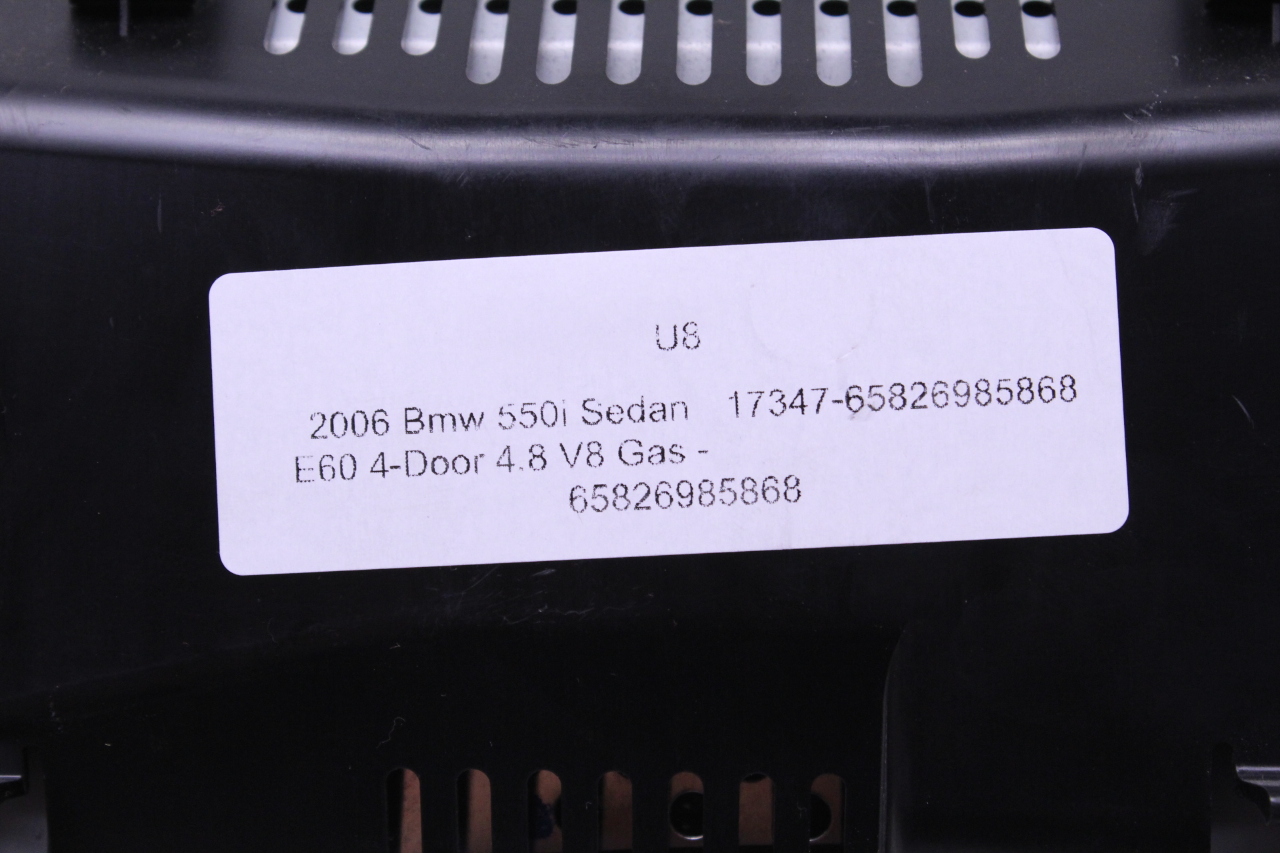 U8
2006 Bmw 550i Sedan 17347-65826985868
E60 4-Door 4.8 V8 Gas -
65826985868